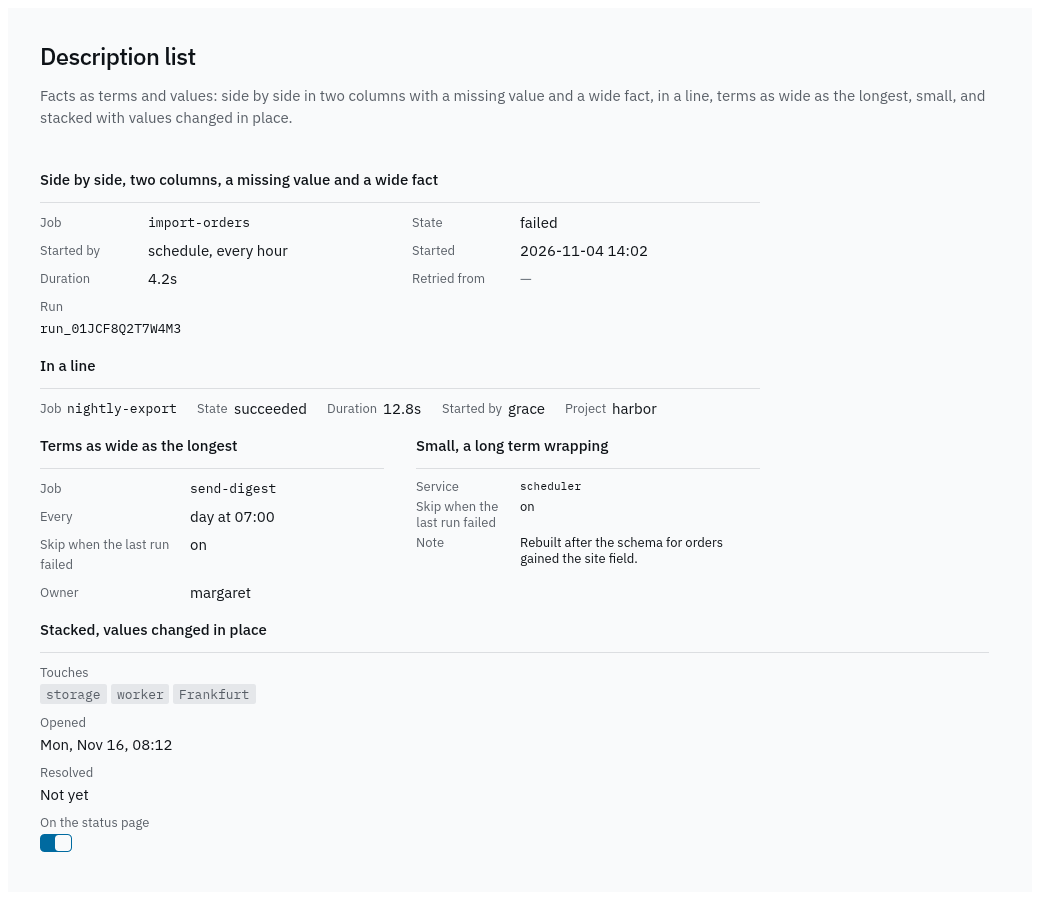 Description list
Facts as terms and values: side by side in two columns with a missing value and a wide fact, in a line, terms as wide as the longest, small, and
stacked with values changed in place.
Side by side, two columns, a missing value and a wide fact
Job import-orders State failed
Started by schedule, every hour Started 2026-11-04 14:02
Duration 4.2s Retried from —
Run
run_01JCF8Q2T7W4M3
In a line
Job nightly-export State succeeded Duration 12.8s Started by grace Project harbor
Terms as wide as the longest
Job send-digest
Every day at 07:00
Skip when the last run on
failed
Owner margaret
Small, a long term wrapping
Service scheduler
Skip when the on
last run failed
Note Rebuilt after the schema for orders
gained the site field.
Stacked, values changed in place
Touches
storage worker Frankfurt
Opened
Mon, Nov 16, 08:12
Resolved
Not yet
On the status page